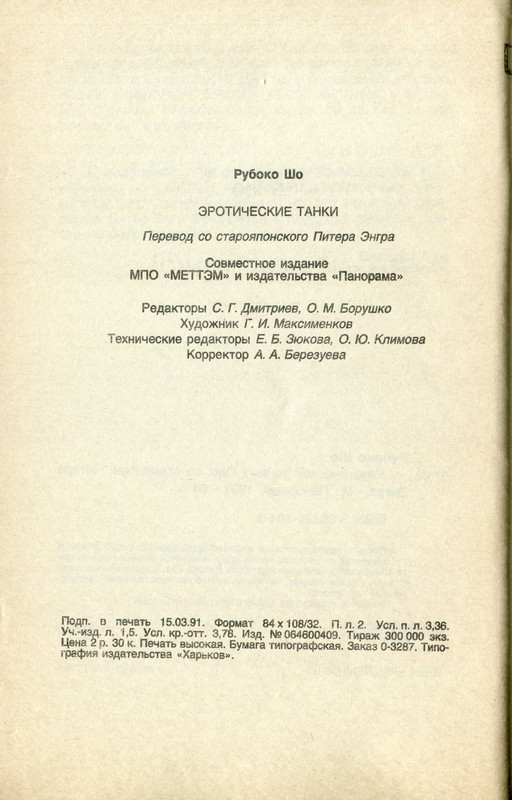 Рубоко Шо
ЭРОТИЧЕСКИЕ ТАНКИ
Перевод со старояпонского Питера Энгра
Совместное издание
МПО «МЕТТЭМ» и издательства «Панорама»
Редакторы С. Г. Дмитриев, О. М. Борушко
Художник Г. И. Максименков
Технические редакторы Е. Б. Зюкова, О. Ю. Климова
Корректор А. А. Березуева
Подп. в печать 15.03.91. Формат 84 х 108/32. П. л. 2. Усл. п. л. 3,36.
Уч.-изд. л. 1,5. Усл. кр.-отт. 3,78. Изд. № 064600409. Тираж 300 000 экз.
Цена 2 р. 30 к. Печать высокая. Бумага типографская. Заказ 0-3287. Типо-
графия издательства «Харьков».